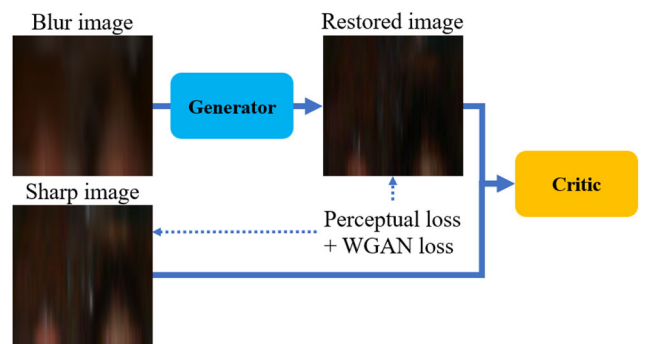 Blur image
Restored image
Generator
Sharp image
Critic
Perceptual loss
+ WGAN loss